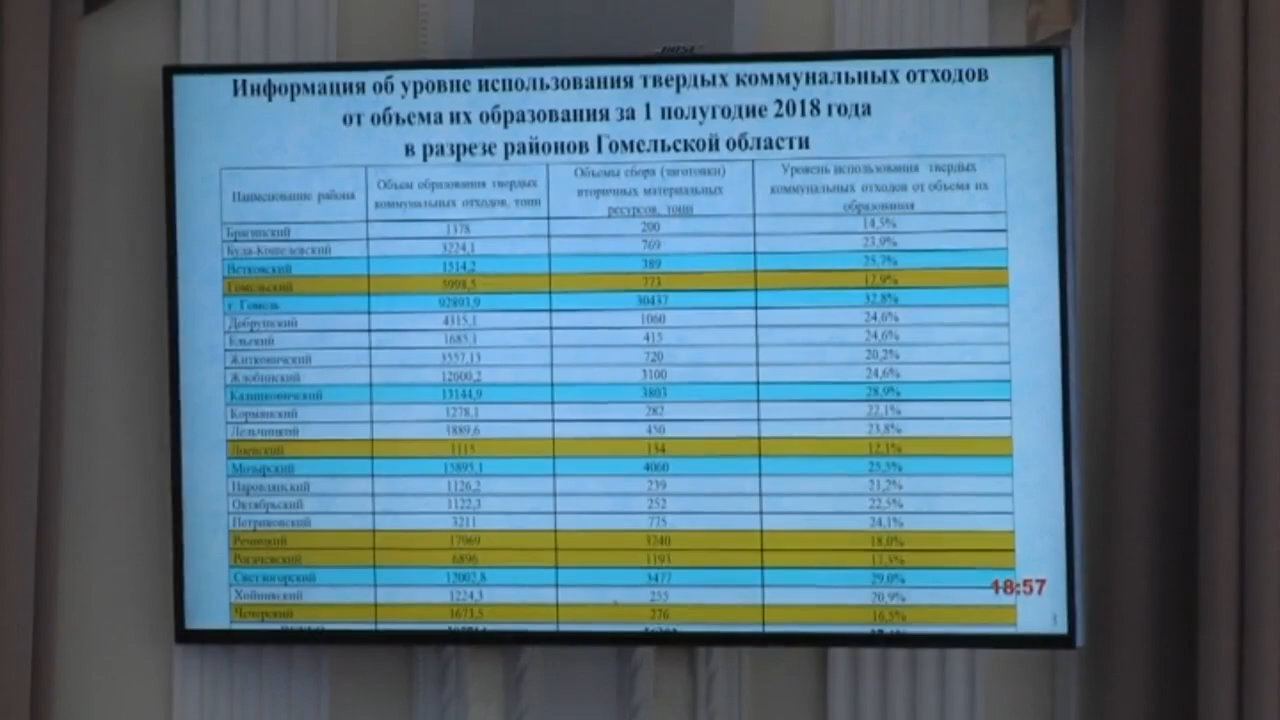 Информация об уровне использования твердых коммунальных отходов
от объема их образования за 1 полугодие 2018 года
в разрезе районов Гомельской области
Наименование района Объем образования твердых коммунальных отходов, тонн Объемы сбора (заготовки) вторичных материальных ресурсов, тонн Уровень использования твердых коммунальных отходов от объема их образования
Брагинский 1378 200 14,5%
Буда-Кошелевский 3224,1 769 23,9%
Ветковский 1514,2 389 25,7%
Гомельский 773 12,9%
г. Гомель 92893,9 30437 32,8%
Добрушский 4315,1 1060 24,6%
Ельский 1685,1 415 24,6%
Житковичский 3557,13 720 20,2%
Жлобинский 12600,2 3100 24,6%
Калинковичский 13144,9 3803 28,9%
Кормянский 1278,1 282 22,1%
Лельчицкий 1889,6 450 23,8%
Лоевский 1115 134 12,1%
Мозырский 15895,1 4060 25,5%
Наровлянский 1126,2 239 21,2%
Октябрьский 1122,3 252 22,5%
Петриковский 3211 775 24,1%
Речицкий 17969 3240 18,0%
Рогачевский 6896 1193 17,3%
Светлогорский 12002,8 3477 29,0%
Хойникский 1224,3 255 20,9%
Чечерский 1673,5 276 16,5%
18:57
3